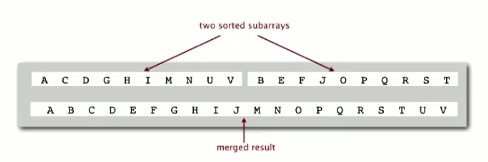 two sorted subarrays
A C D G H I M N U V B E F J O P Q R S T
A B C D E F G H I J M N O P Q R S T U V
merged result